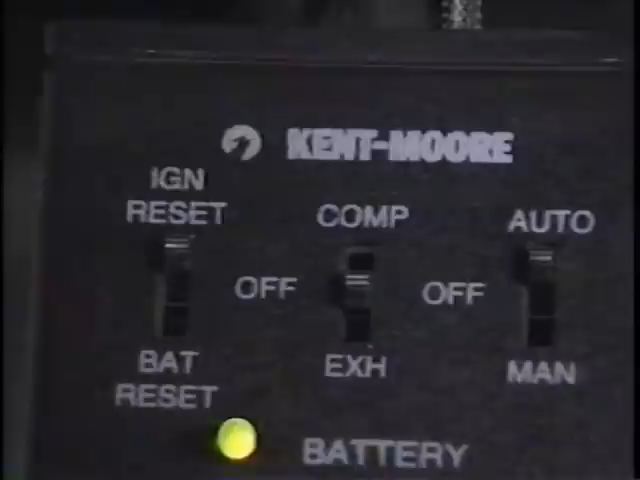 KENT-MOORE
IGN
RESET
COMP
AUTO
OFF
OFF
BAT
RESET
EXH
MAN
BATTERY